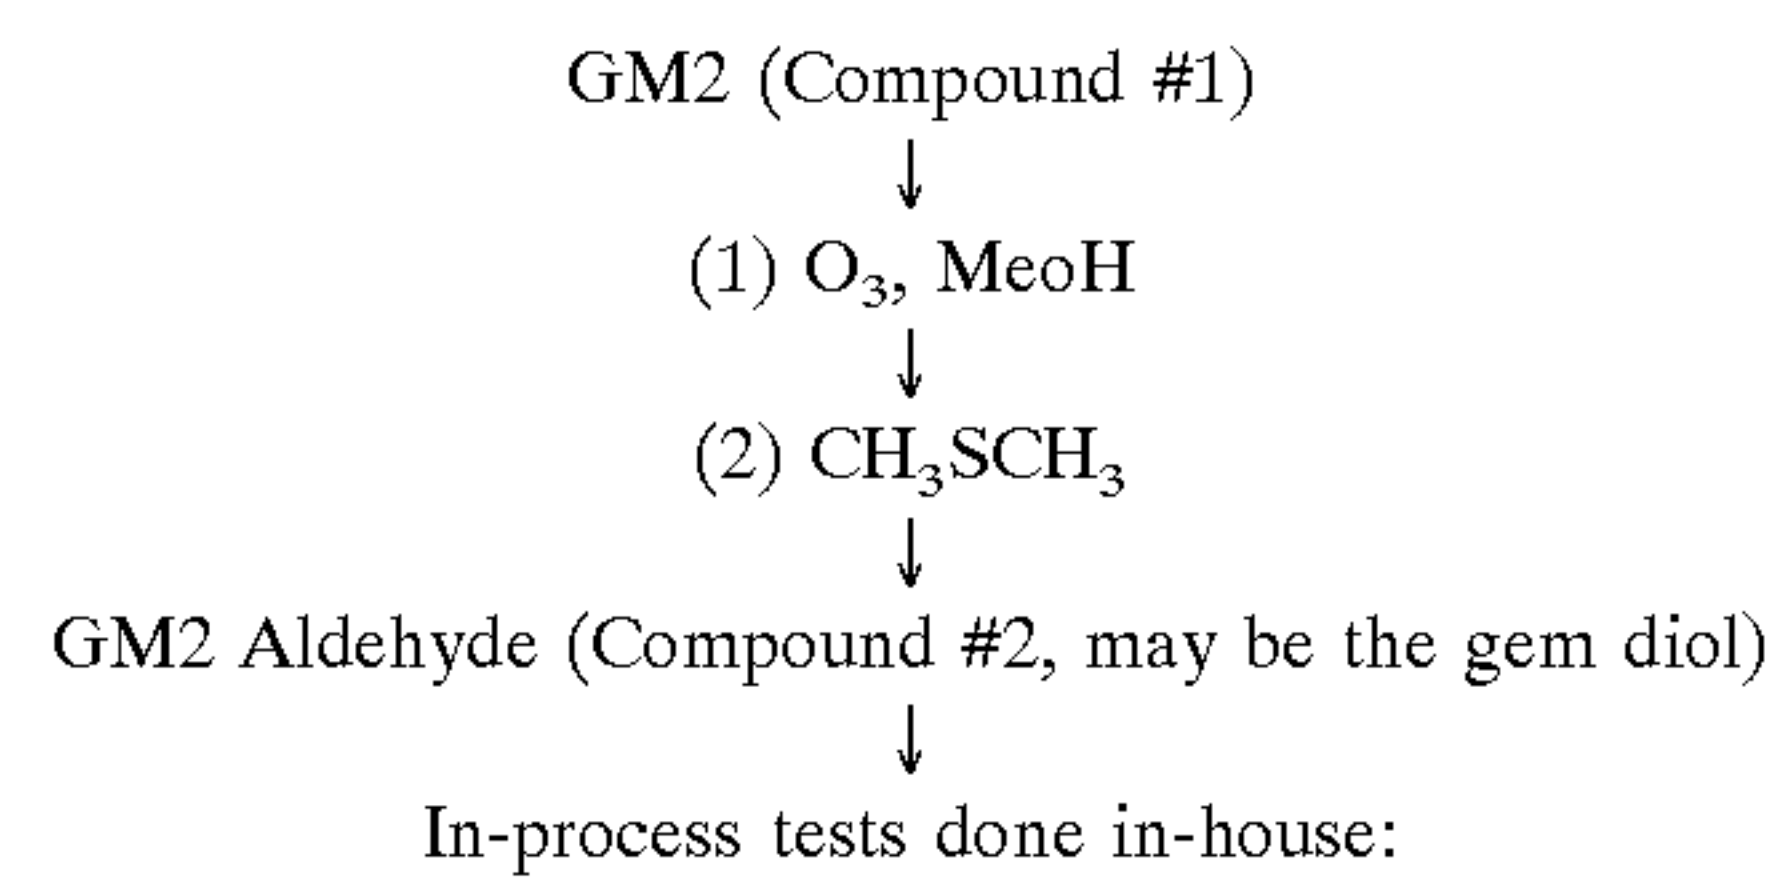 GM2 (Compound #1)
↓
(1) O₃, MeoH
↓
(2) CH₃SCH₃
↓
GM2 Aldehyde (Compound #2, may be the gem diol)
↓
In-process tests done in-house: